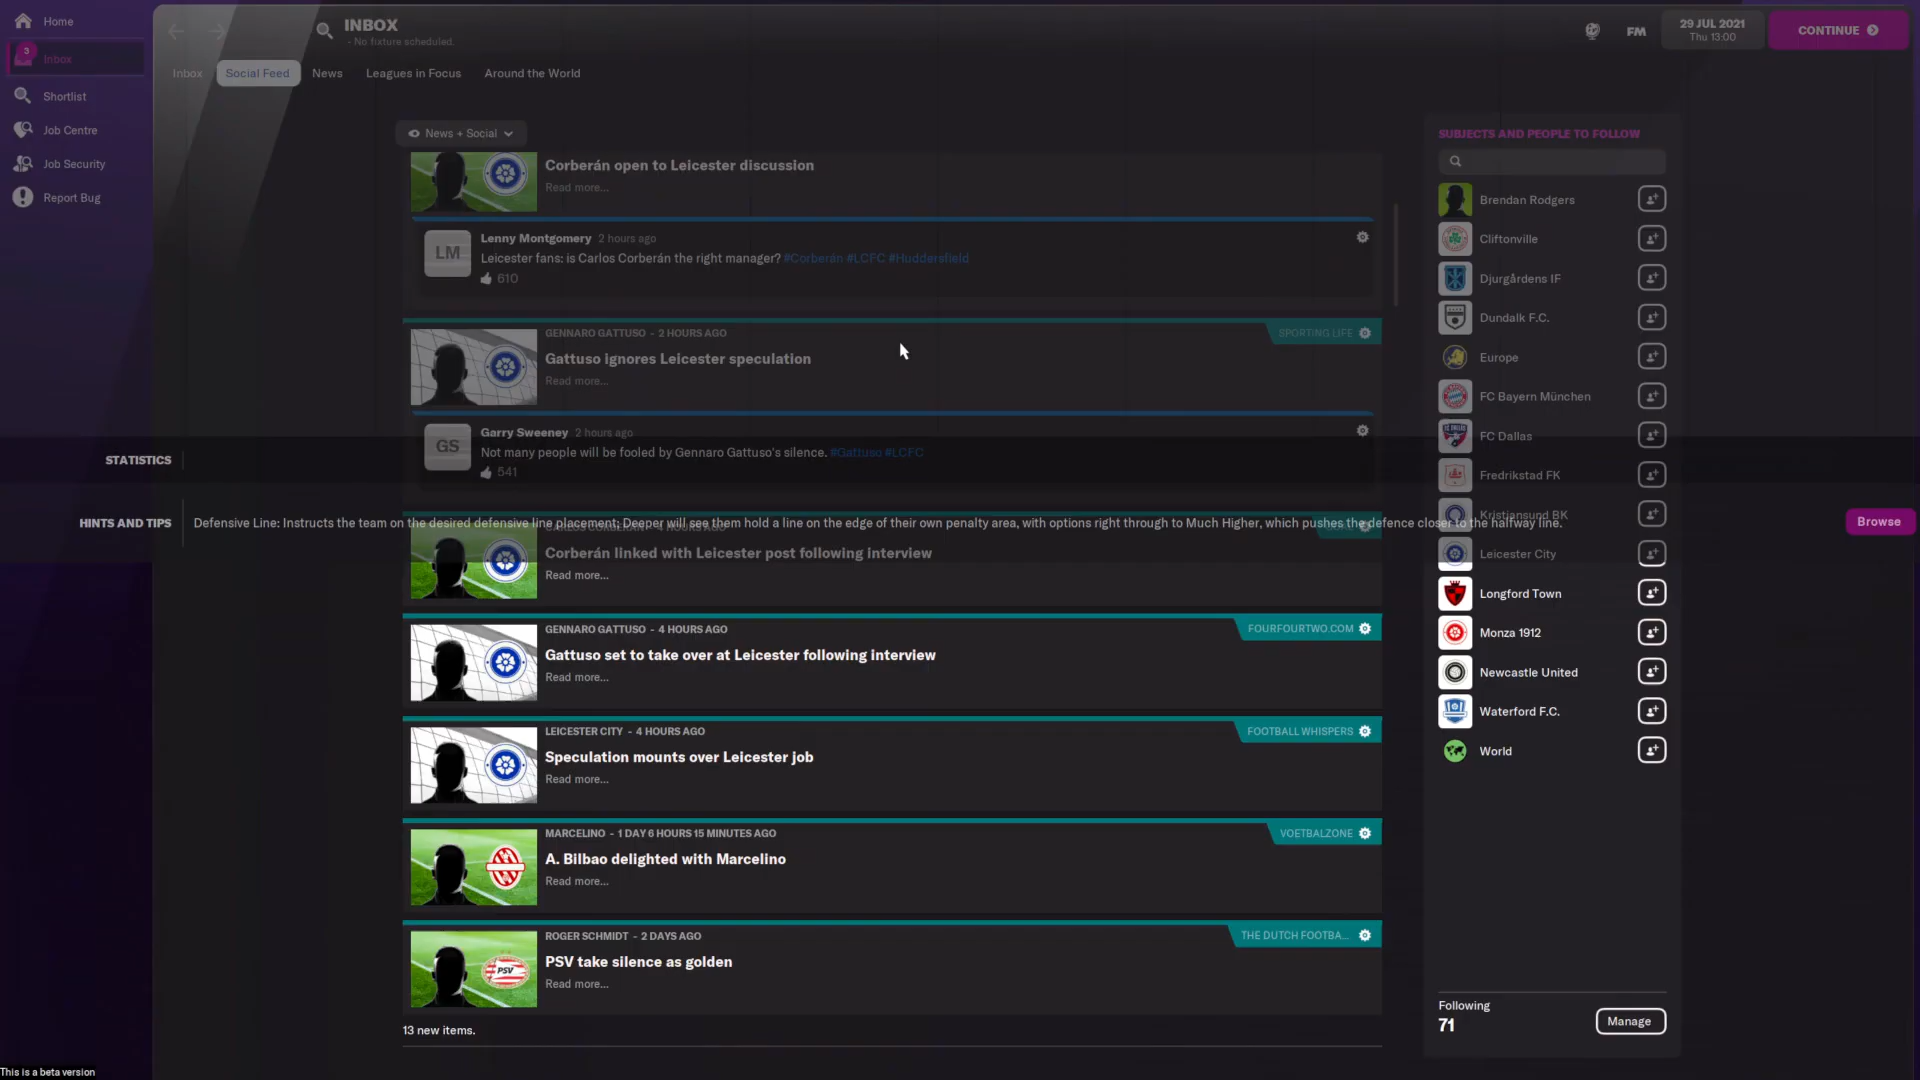 Home
3
Inbox
Shortlist
Job Centre
Job Security
Report Bug
INBOX
- No fixture scheduled.
FM
29 JUL 2021
Thu 13:00
CONTINUE
Inbox
Social Feed
News
Leagues in Focus
Around the World
News + Social
Corberán open to Leicester discussion
Read more...
LM
Lenny Montgomery 2 hours ago
Leicester fans: is Carlos Corberán the right manager? #Corberán #LCFC #Huddersfield
610
GENNARO GATTUSO - 2 HOURS AGO
SPORTING LIFE
Gattuso ignores Leicester speculation
Read more...
GS
Garry Sweeney 2 hours ago
Not many people will be fooled by Gennaro Gattuso's silence. #Gattuso #LCFC
541
STATISTICS
HINTS AND TIPS
Defensive Line: Instructs the team on the desired defensive line placement; Deeper will see them hold a line on the edge of their own penalty area, with options right through to Much Higher, which pushes the defence closer to the halfway line.
Browse
CARLOS CORBERÁN - 4 HOURS AGO
Corberán linked with Leicester post following interview
Read more...
GENNARO GATTUSO - 4 HOURS AGO
FOURFOURTWO.COM
Gattuso set to take over at Leicester following interview
Read more...
LEICESTER CITY - 4 HOURS AGO
FOOTBALL WHISPERS
Speculation mounts over Leicester job
Read more...
MARCELINO - 1 DAY 6 HOURS 15 MINUTES AGO
VOETBALZONE
A. Bilbao delighted with Marcelino
Read more...
ROGER SCHMIDT - 2 DAYS AGO
THE DUTCH FOOTBA...
PSV
PSV take silence as golden
Read more...
13 new items.
SUBJECTS AND PEOPLE TO FOLLOW
Brendan Rodgers
Cliftonville
Djurgårdens IF
Dundalk F.C.
Europe
FC Bayern München
FC Dallas
Fredrikstad FK
Kristiansund BK
Leicester City
Longford Town
Monza 1912
Newcastle United
Waterford F.C.
World
Following
71
Manage
This is a beta version